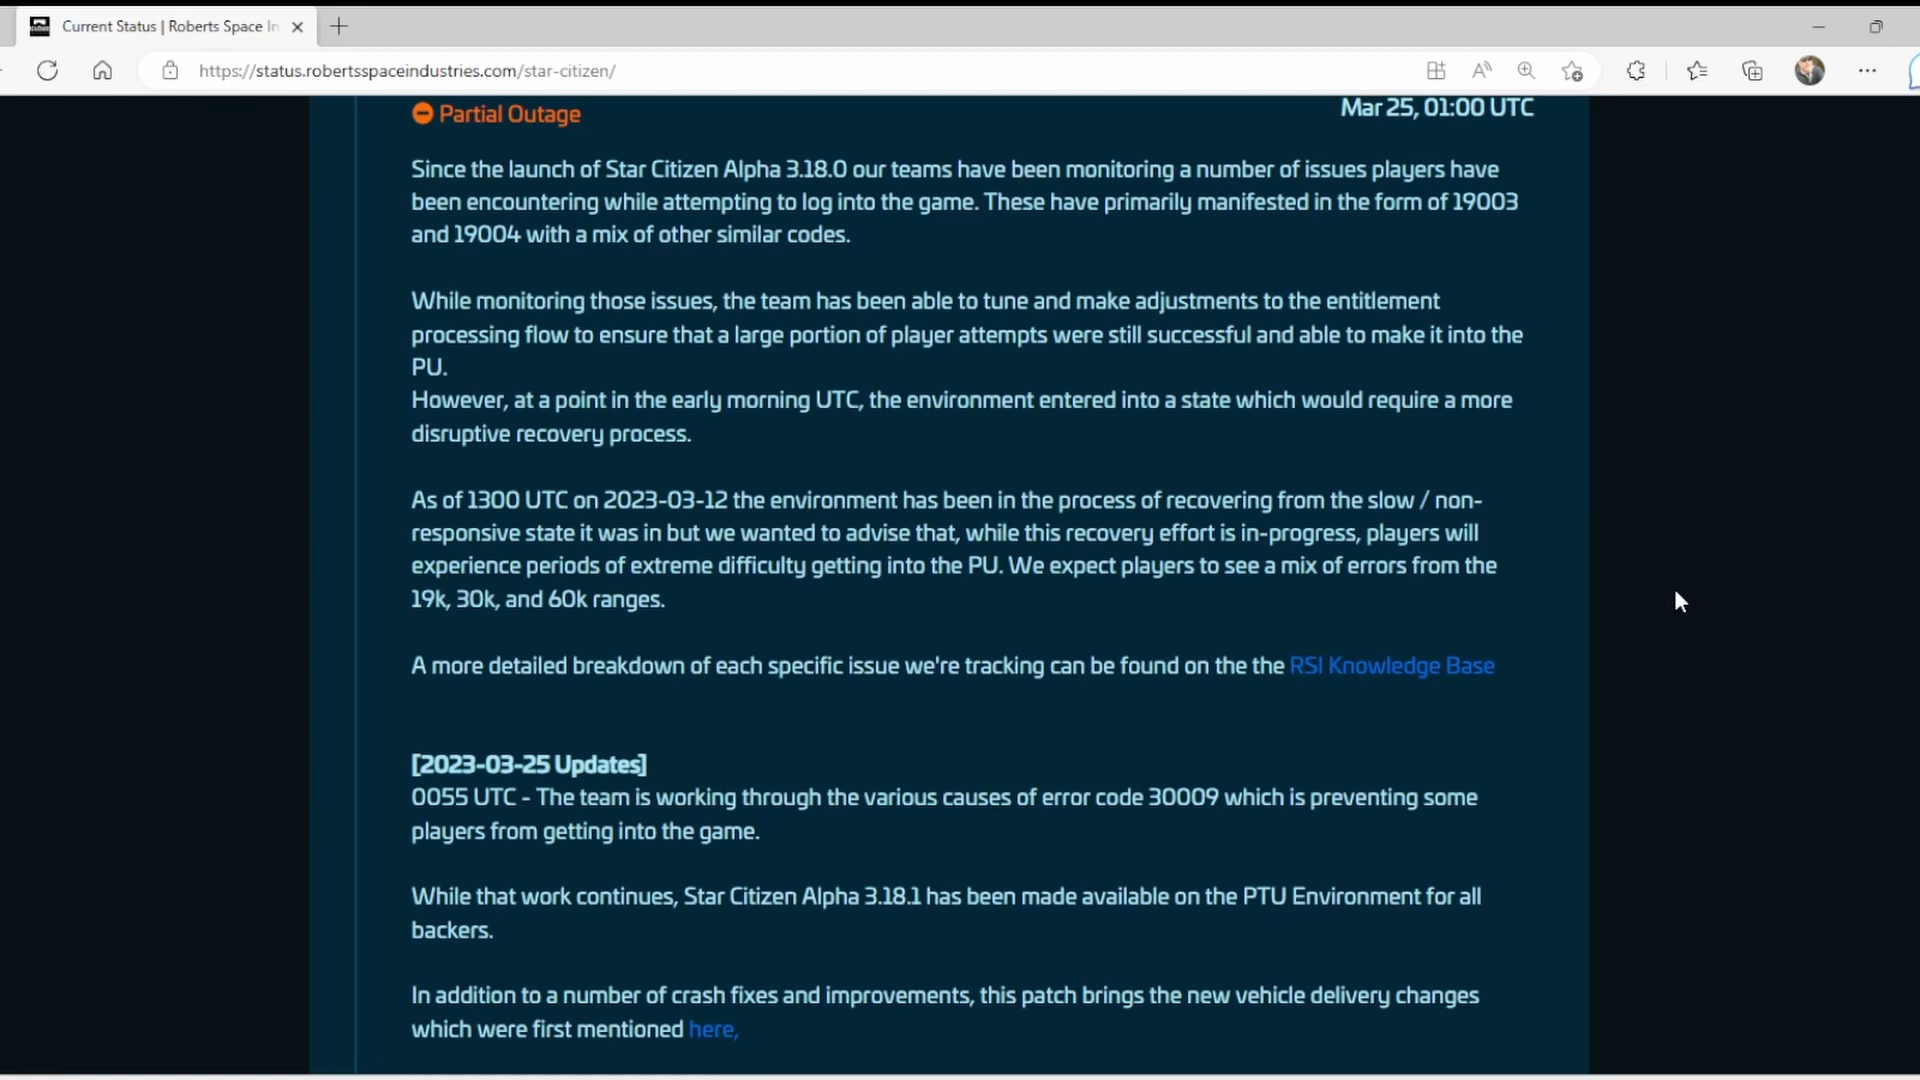 Current Status | Roberts Space In
https://status.robertsspaceindustries.com/star-citizen/
Partial Outage
Mar 25, 01:00 UTC
Since the launch of Star Citizen Alpha 3.18.0 our teams have been monitoring a number of issues players have
been encountering while attempting to log into the game. These have primarily manifested in the form of 19003
and 19004 with a mix of other similar codes.
While monitoring those issues, the team has been able to tune and make adjustments to the entitlement
processing flow to ensure that a large portion of player attempts were still successful and able to make it into the
PU.
However, at a point in the early morning UTC, the environment entered into a state which would require a more
disruptive recovery process.
As of 1300 UTC on 2023-03-12 the environment has been in the process of recovering from the slow / non-
responsive state it was in but we wanted to advise that, while this recovery effort is in-progress, players will
experience periods of extreme difficulty getting into the PU. We expect players to see a mix of errors from the
19k, 30k, and 60k ranges.
A more detailed breakdown of each specific issue we're tracking can be found on the the RSI Knowledge Base
[2023-03-25 Updates]
0055 UTC - The team is working through the various causes of error code 30009 which is preventing some
players from getting into the game.
While that work continues, Star Citizen Alpha 3.18.1 has been made available on the PTU Environment for all
backers.
In addition to a number of crash fixes and improvements, this patch brings the new vehicle delivery changes
which were first mentioned here,